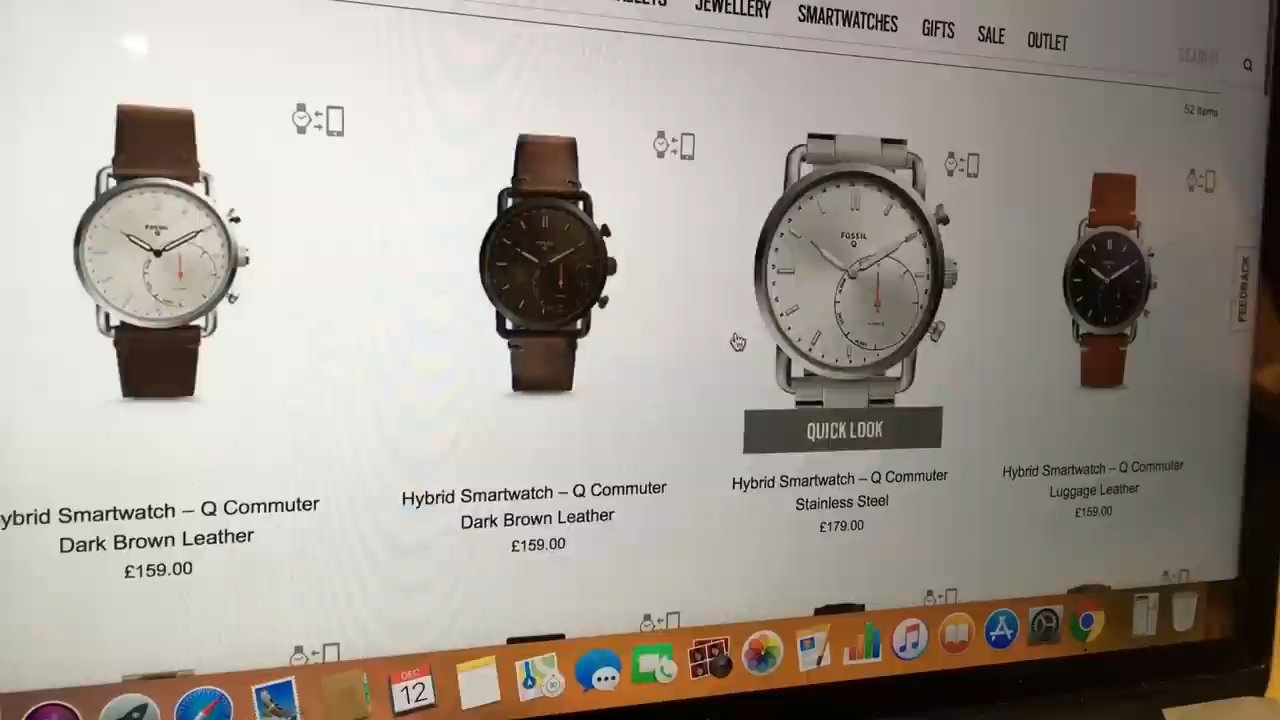 JEWELLERY
SMARTWATCHES
GIFTS
SALE
OUTLET
SEARCH
52 Items
FOSSIL
FOSSIL
Q
FEEDBACK
QUICK LOOK
ybrid Smartwatch – Q Commuter
Dark Brown Leather
£159.00
Hybrid Smartwatch – Q Commuter
Dark Brown Leather
£159.00
Hybrid Smartwatch – Q Commuter
Stainless Steel
£179.00
Hybrid Smartwatch – Q Commuter
Luggage Leather
£159.00
DEC
12